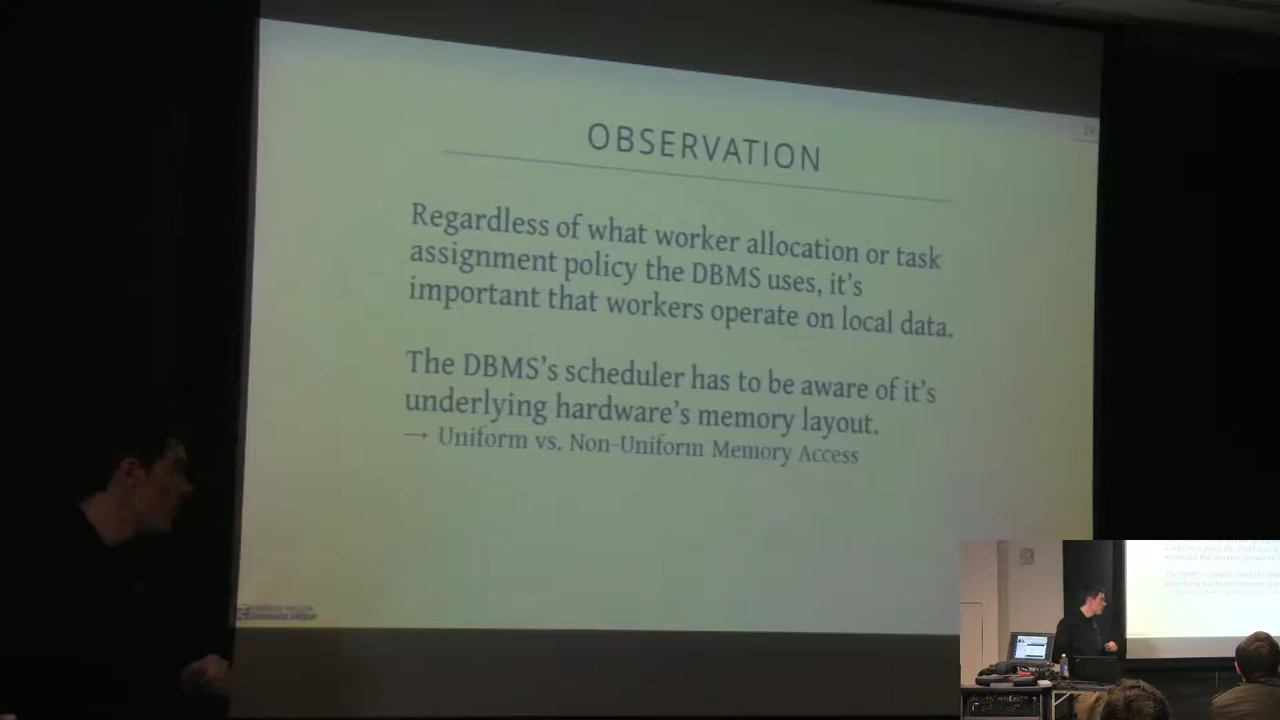 OBSERVATION
Regardless of what worker allocation or task
assignment policy the DBMS uses, it's
important that workers operate on local data.
The DBMS's scheduler has to be aware of it's
underlying hardware's memory layout.
→ Uniform vs. Non-Uniform Memory Access